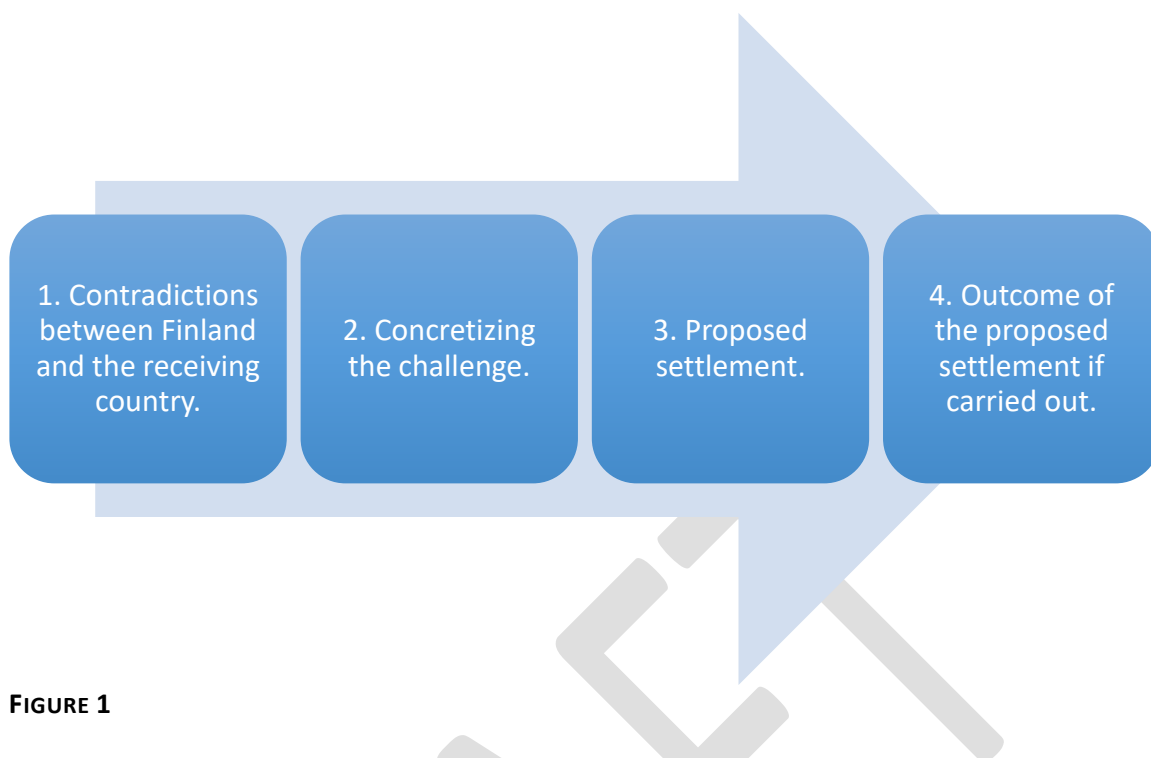 1. Contradictions
between Finland
and the receiving
country.
2. Concretizing
the challenge.
3. Proposed
settlement.
4. Outcome of
the proposed
settlement if
carried out.
FIGURE 1